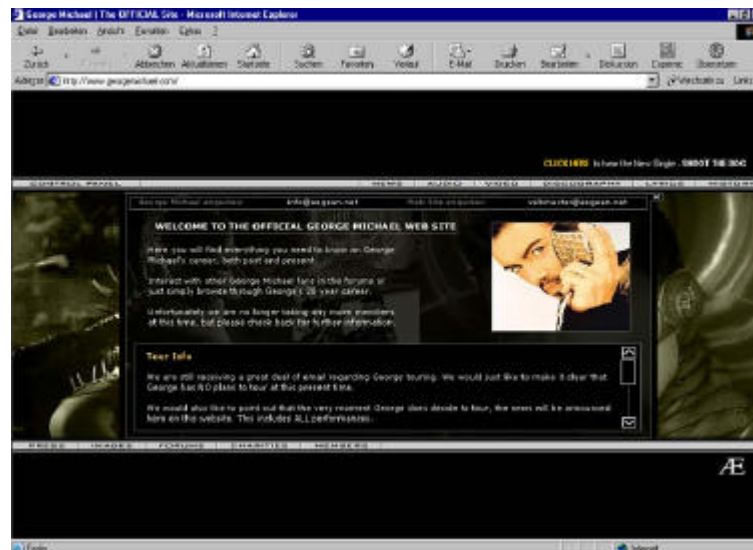 George Michael | The OFFICIAL Site - Microsoft Internet Explorer
Datei Bearbeiten Ansicht Favoriten Extras ?
Zurück Abbrechen Aktualisieren Startseite Suchen Favoriten Verlauf E-Mail Drucken Bearbeiten Diskussion
Adresse http://www.georgemichael.com/ Wechseln zu Links
CLICK HERE to hear the New Single - SHOOT THE DOG
CONTROL PANEL NEWS AUDIO VIDEO DISCOGRAPHY LYRICS HISTORY
George Michael enquiries: info@aegean.net Web Site enquiries: webmaster@aegean.net
WELCOME TO THE OFFICIAL GEORGE MICHAEL WEB SITE
Here you will find everything you need to know on George
Michael's career, both past and present.
Interact with other George Michael fans in the forums or
just simply browse through George's 20 year career.
Unfortunately we are no longer taking any more members
at this time, but please check back for further information.
Tour Info
We are still receiving a great deal of email regarding George touring. We would just like to make it clear that
George has NO plans to tour at this present time.
We would also like to point out that the very moment George does decide to tour, the news will be announced
here on this website. This includes ALL performances.
PRESS IMAGES FORUMS CHARITIES MEMBERS
Æ
Fertig Internet